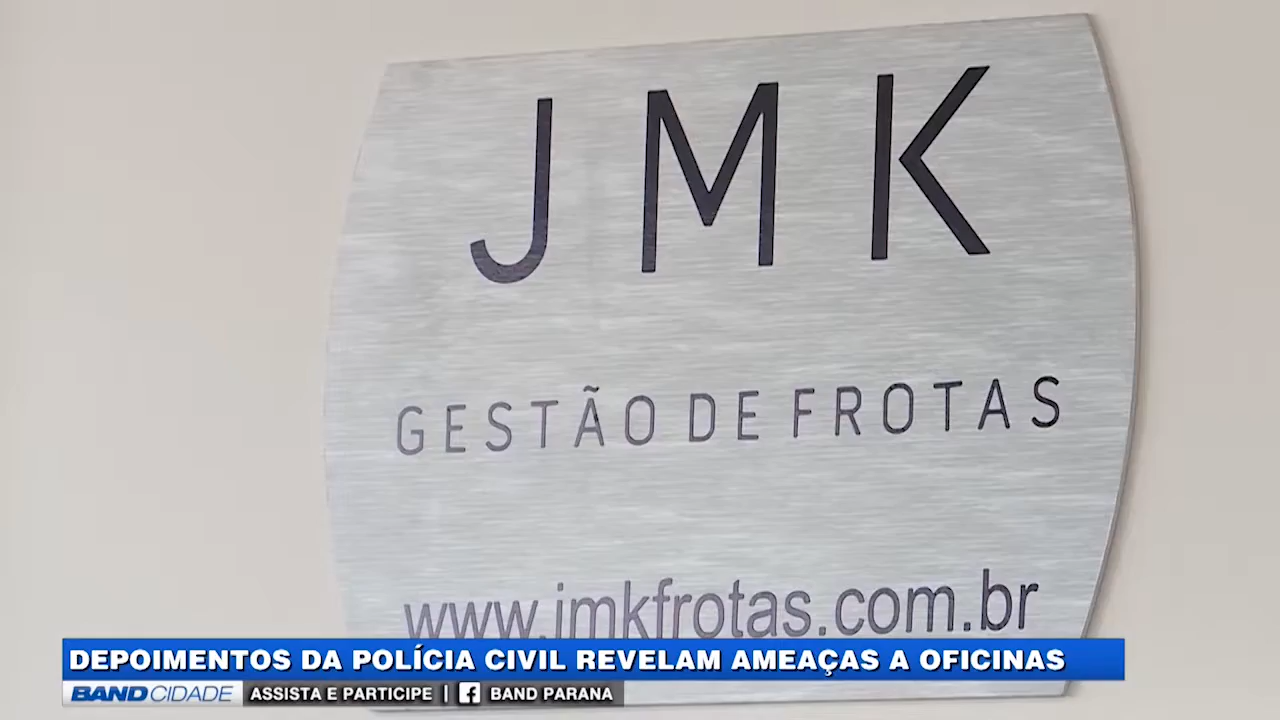 JMK
GESTÃO DE FROTAS
www.jmkfrotas.com.br
DEPOIMENTOS DA POLÍCIA CIVIL REVELAM AMEAÇAS A OFICINAS
BAND CIDADE ASSISTA E PARTICIPE | f BAND PARANA